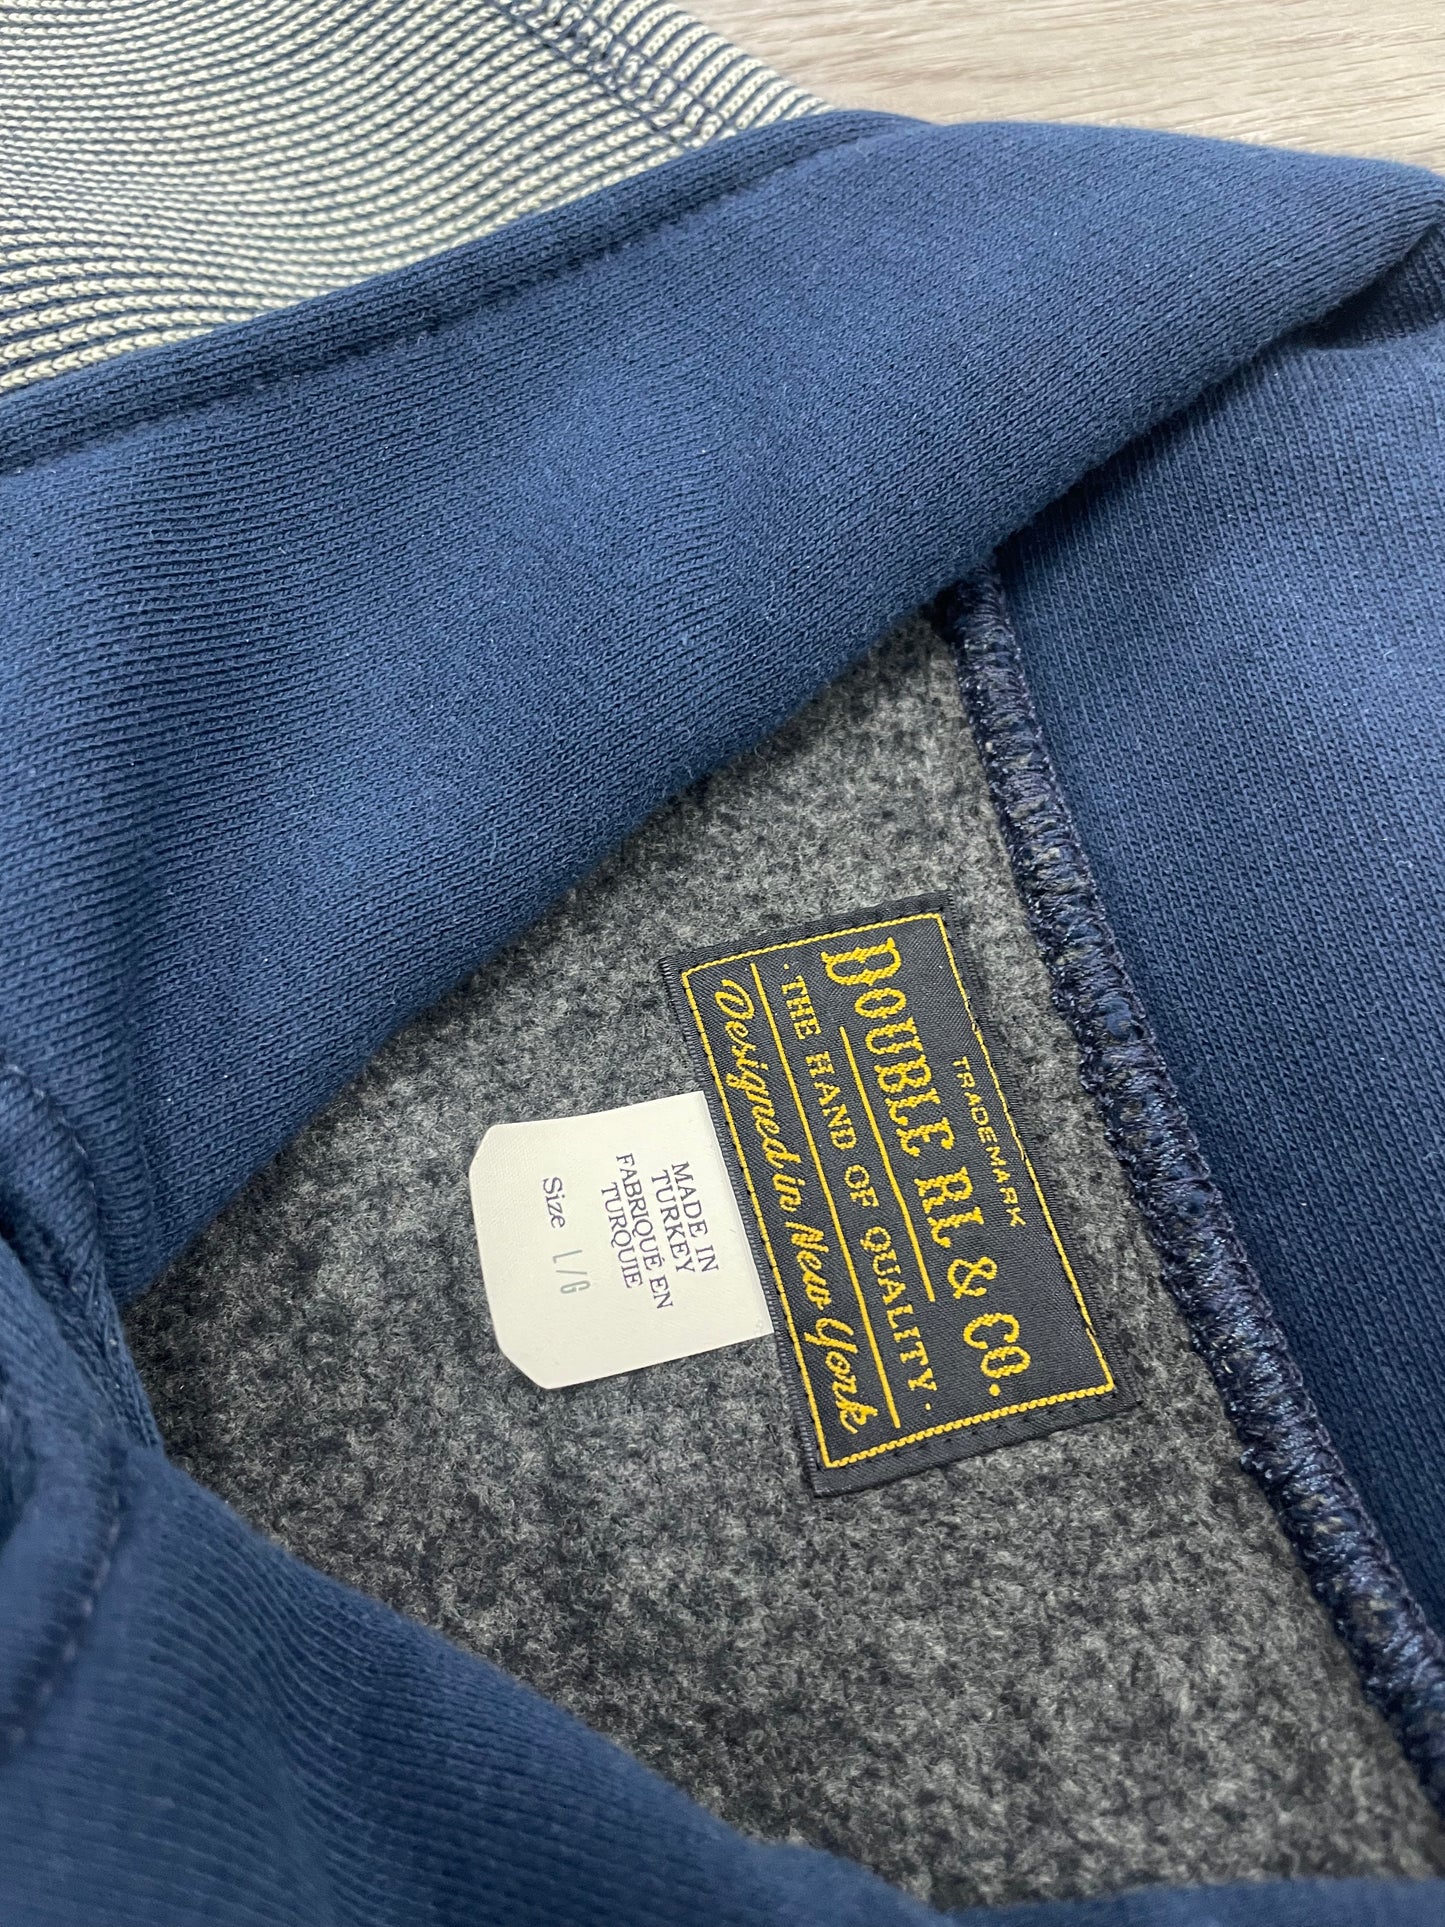 TRADEMARK
DOUBLE RL & CO.
· THE HAND OF QUALITY ·
Designed in New York
MADE IN
TURKEY
FABRIQUÉ EN
TURQUIE
Size L/G